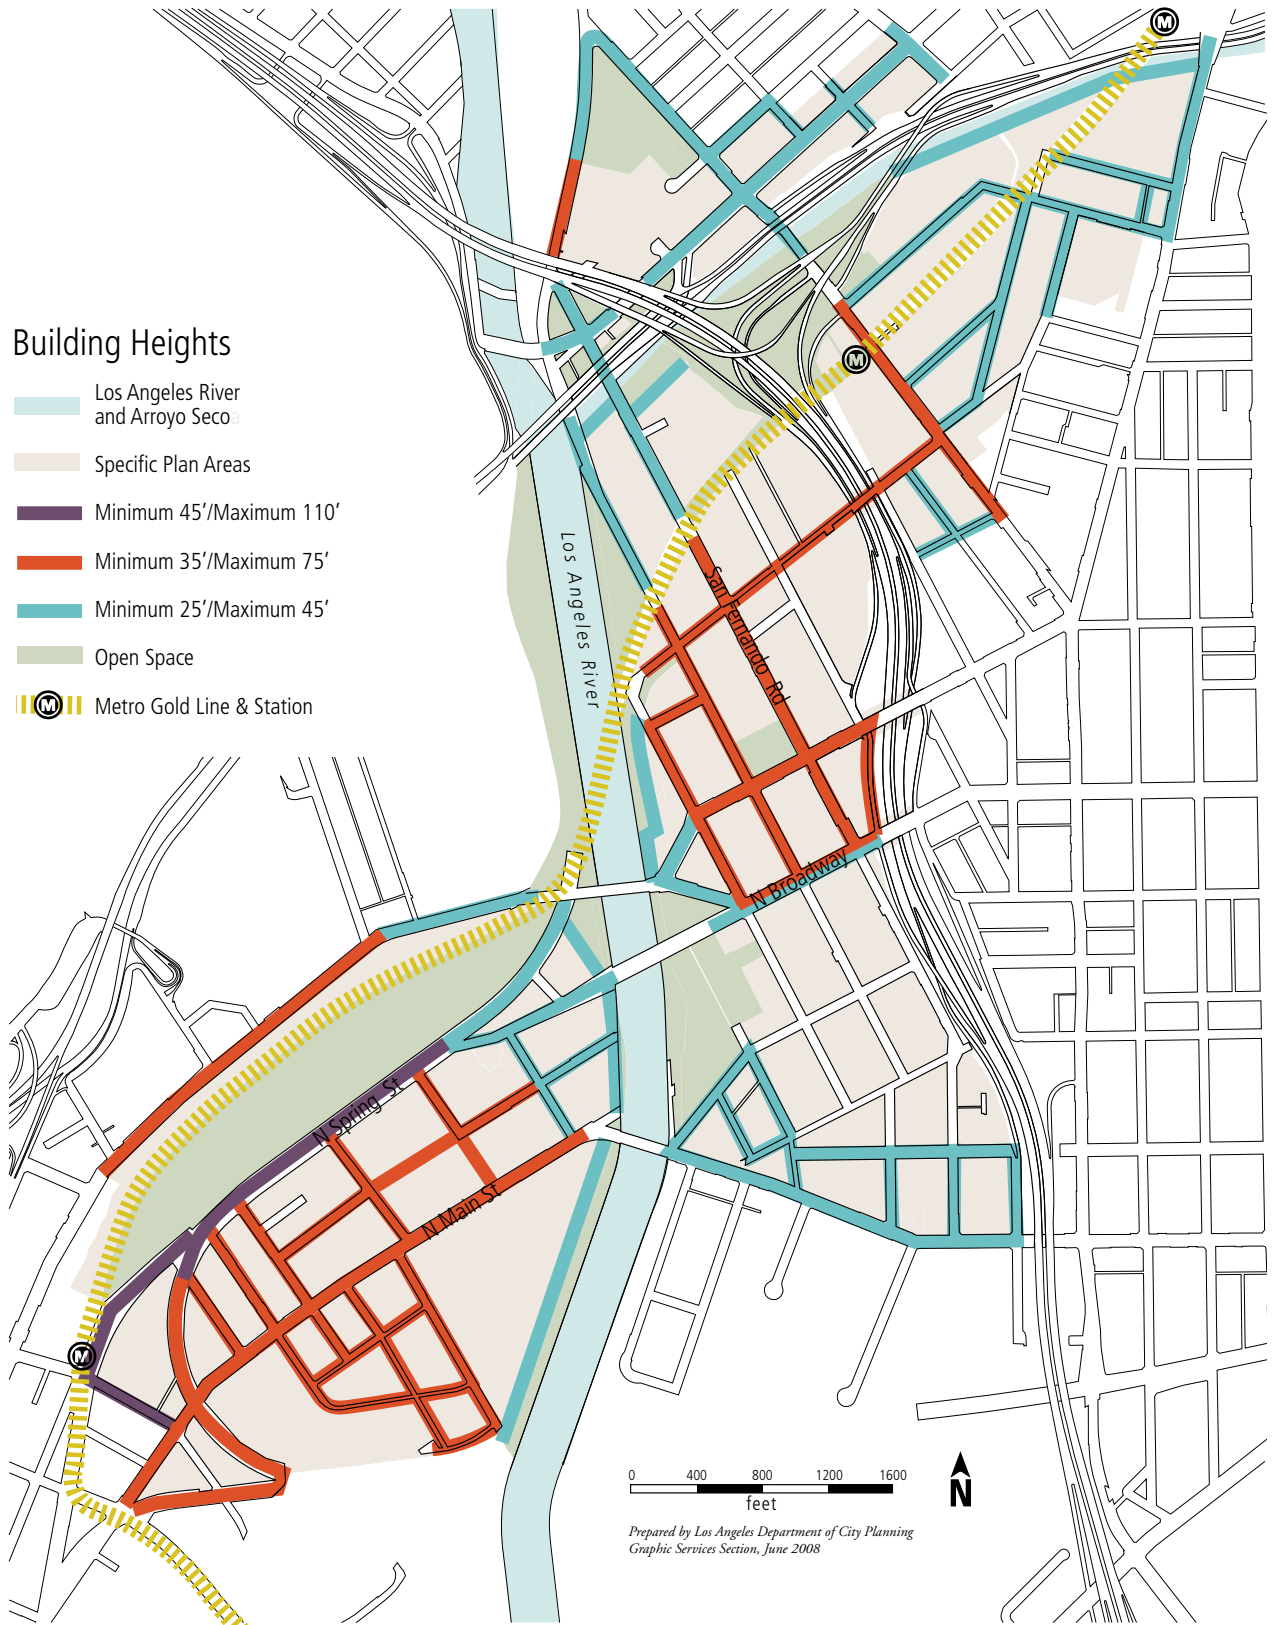 Building Heights
Los Angeles River
and Arroyo Secoa
Specific Plan Areas
Minimum 45’/Maximum 110’
Minimum 35’/Maximum 75’
Minimum 25’/Maximum 45’
Open Space
M
Metro Gold Line & Station
M
M
Los Angeles River
San Fernando Rd
N Broadway
N Spring St
N Main St
M
0 400 800 1200 1600
feet
N
Prepared by Los Angeles Department of City Planning
Graphic Services Section, June 2008